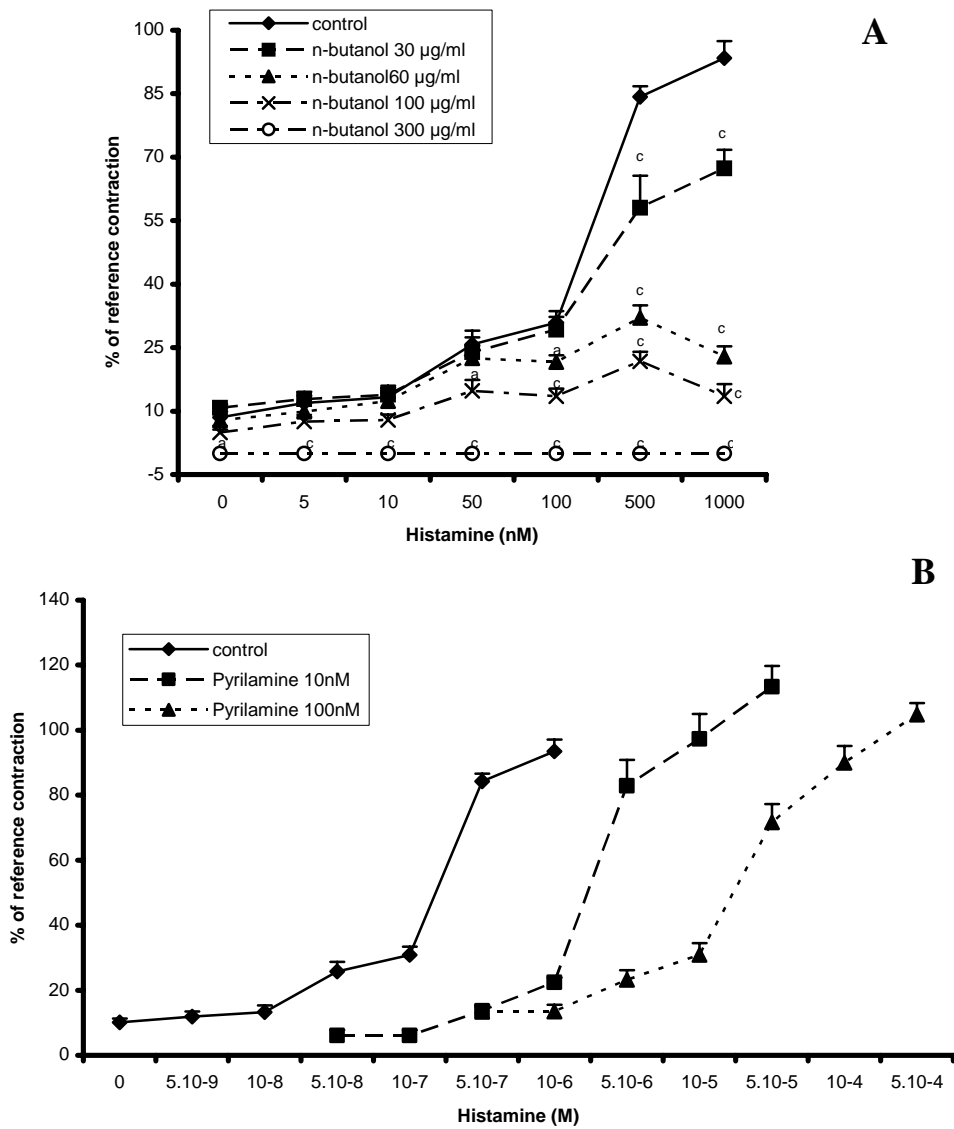 A
control
n-butanol 30 µg/ml
n-butanol60 µg/ml
n-butanol 100 µg/ml
n-butanol 300 µg/ml
% of reference contraction
100
85
70
55
40
25
10
-5
c
c
c
c
a
c
a
c
c
a c c c c c c
0 5 10 50 100 500 1000
Histamine (nM)
B
control
Pyrilamine 10nM
Pyrilamine 100nM
% of reference contraction
140
120
100
80
60
40
20
0
0 5.10-9 10-8 5.10-8 10-7 5.10-7 10-6 5.10-6 10-5 5.10-5 10-4 5.10-4
Histamine (M)